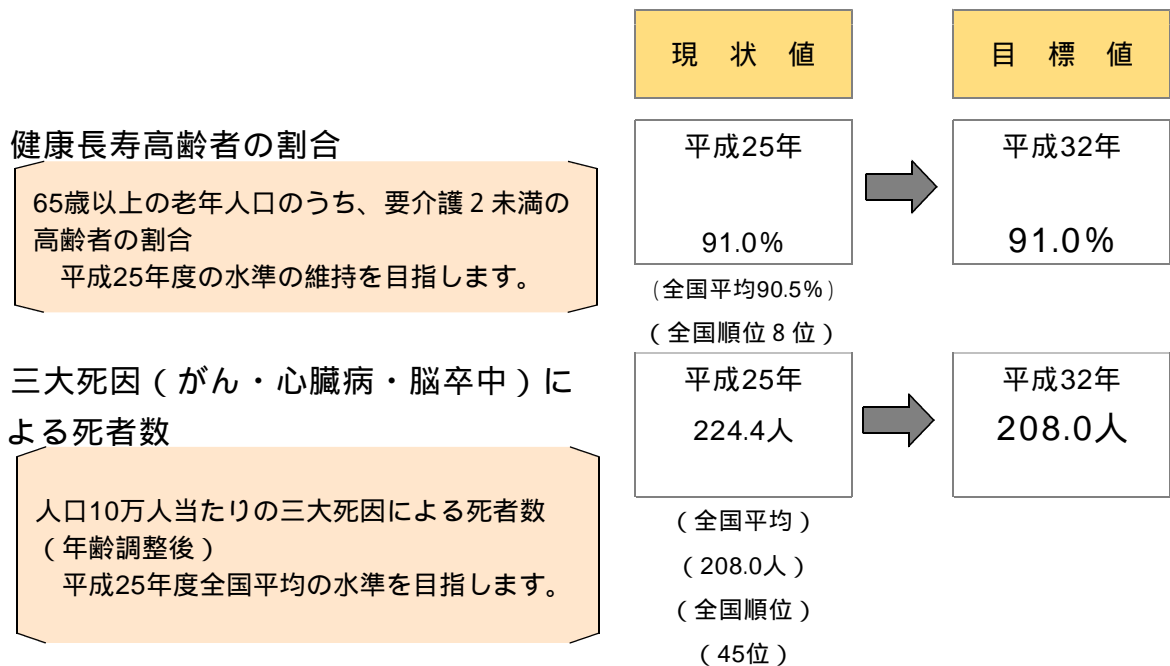 現 状 値
目 標 値
健康長寿高齢者の割合
65歳以上の老年人口のうち、要介護２未満の
高齢者の割合
平成25年度の水準の維持を目指します。
平成25年
91.0%
(全国平均90.5%)
(全国順位８位)
平成32年
91.0%
三大死因(がん・心臓病・脳卒中)に
よる死者数
人口10万人当たりの三大死因による死者数
(年齢調整後)
平成25年度全国平均の水準を目指します。
平成25年
224.4人
(全国平均)
(208.0人)
(全国順位)
(45位)
平成32年
208.0人